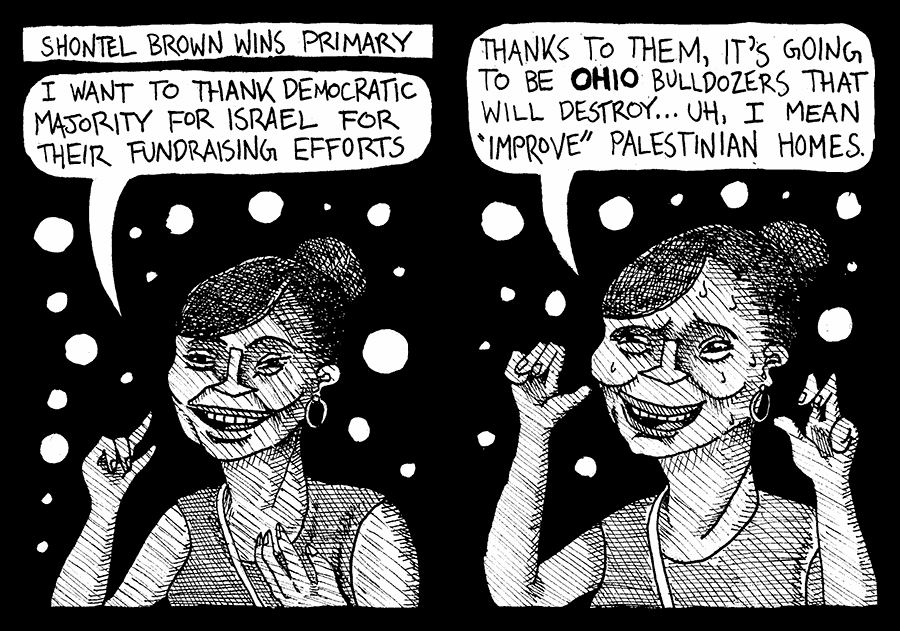 SHONTEL BROWN WINS PRIMARY
I WANT TO THANK DEMOCRATIC
MAJORITY FOR ISRAEL FOR
THEIR FUNDRAISING EFFORTS
THANKS TO THEM, IT'S GOING
TO BE OHIO BULLDOZERS THAT
WILL DESTROY... UH, I MEAN
"IMPROVE" PALESTINIAN HOMES.